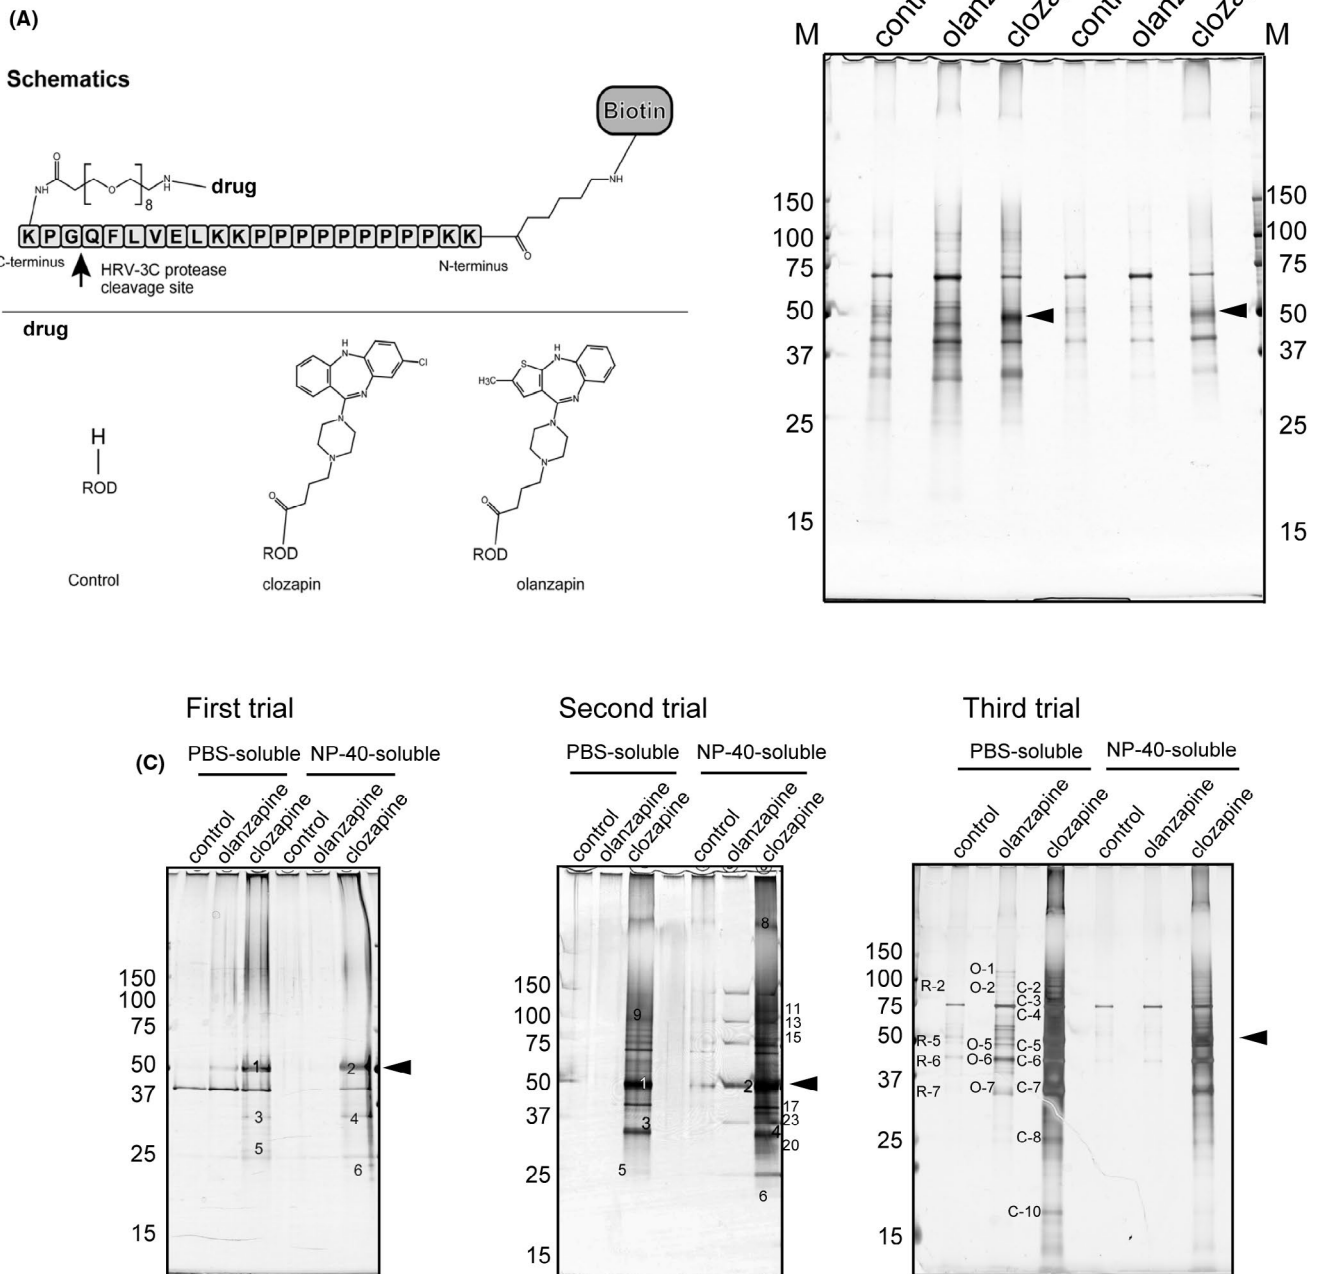 (A)
Schematics
Biotin
O
NH
O
8
N
H
drug
NH
O
K P G Q F L V E L K K P P P P P P P P P K K
C-terminus
HRV-3C protease
cleavage site
N-terminus
drug
H
ROD
Control
H
N
Cl
N
N
N
O
ROD
clozapin
S
H
N
H3C
N
N
N
O
ROD
olanzapin
M
M
150
100
75
50
37
25
15
150
100
75
50
37
25
15
(C)
First trial
PBS-soluble NP-40-soluble
control
olanzapine
clozapine
control
olanzapine
clozapine
150
100
75
50
37
25
15
1
2
3
4
5
6
Second trial
PBS-soluble NP-40-soluble
control
olanzapine
clozapine
control
olanzapine
clozapine
150
100
75
50
37
25
15
8
9
11
13
15
1
2
17
3
23
4
20
5
6
Third trial
PBS-soluble NP-40-soluble
control
olanzapine
clozapine
control
olanzapine
clozapine
150
100
75
50
37
25
15
R-2
R-5
R-6
R-7
O-1
O-2
O-5
O-6
O-7
C-2
C-3
C-4
C-5
C-6
C-7
C-8
C-10